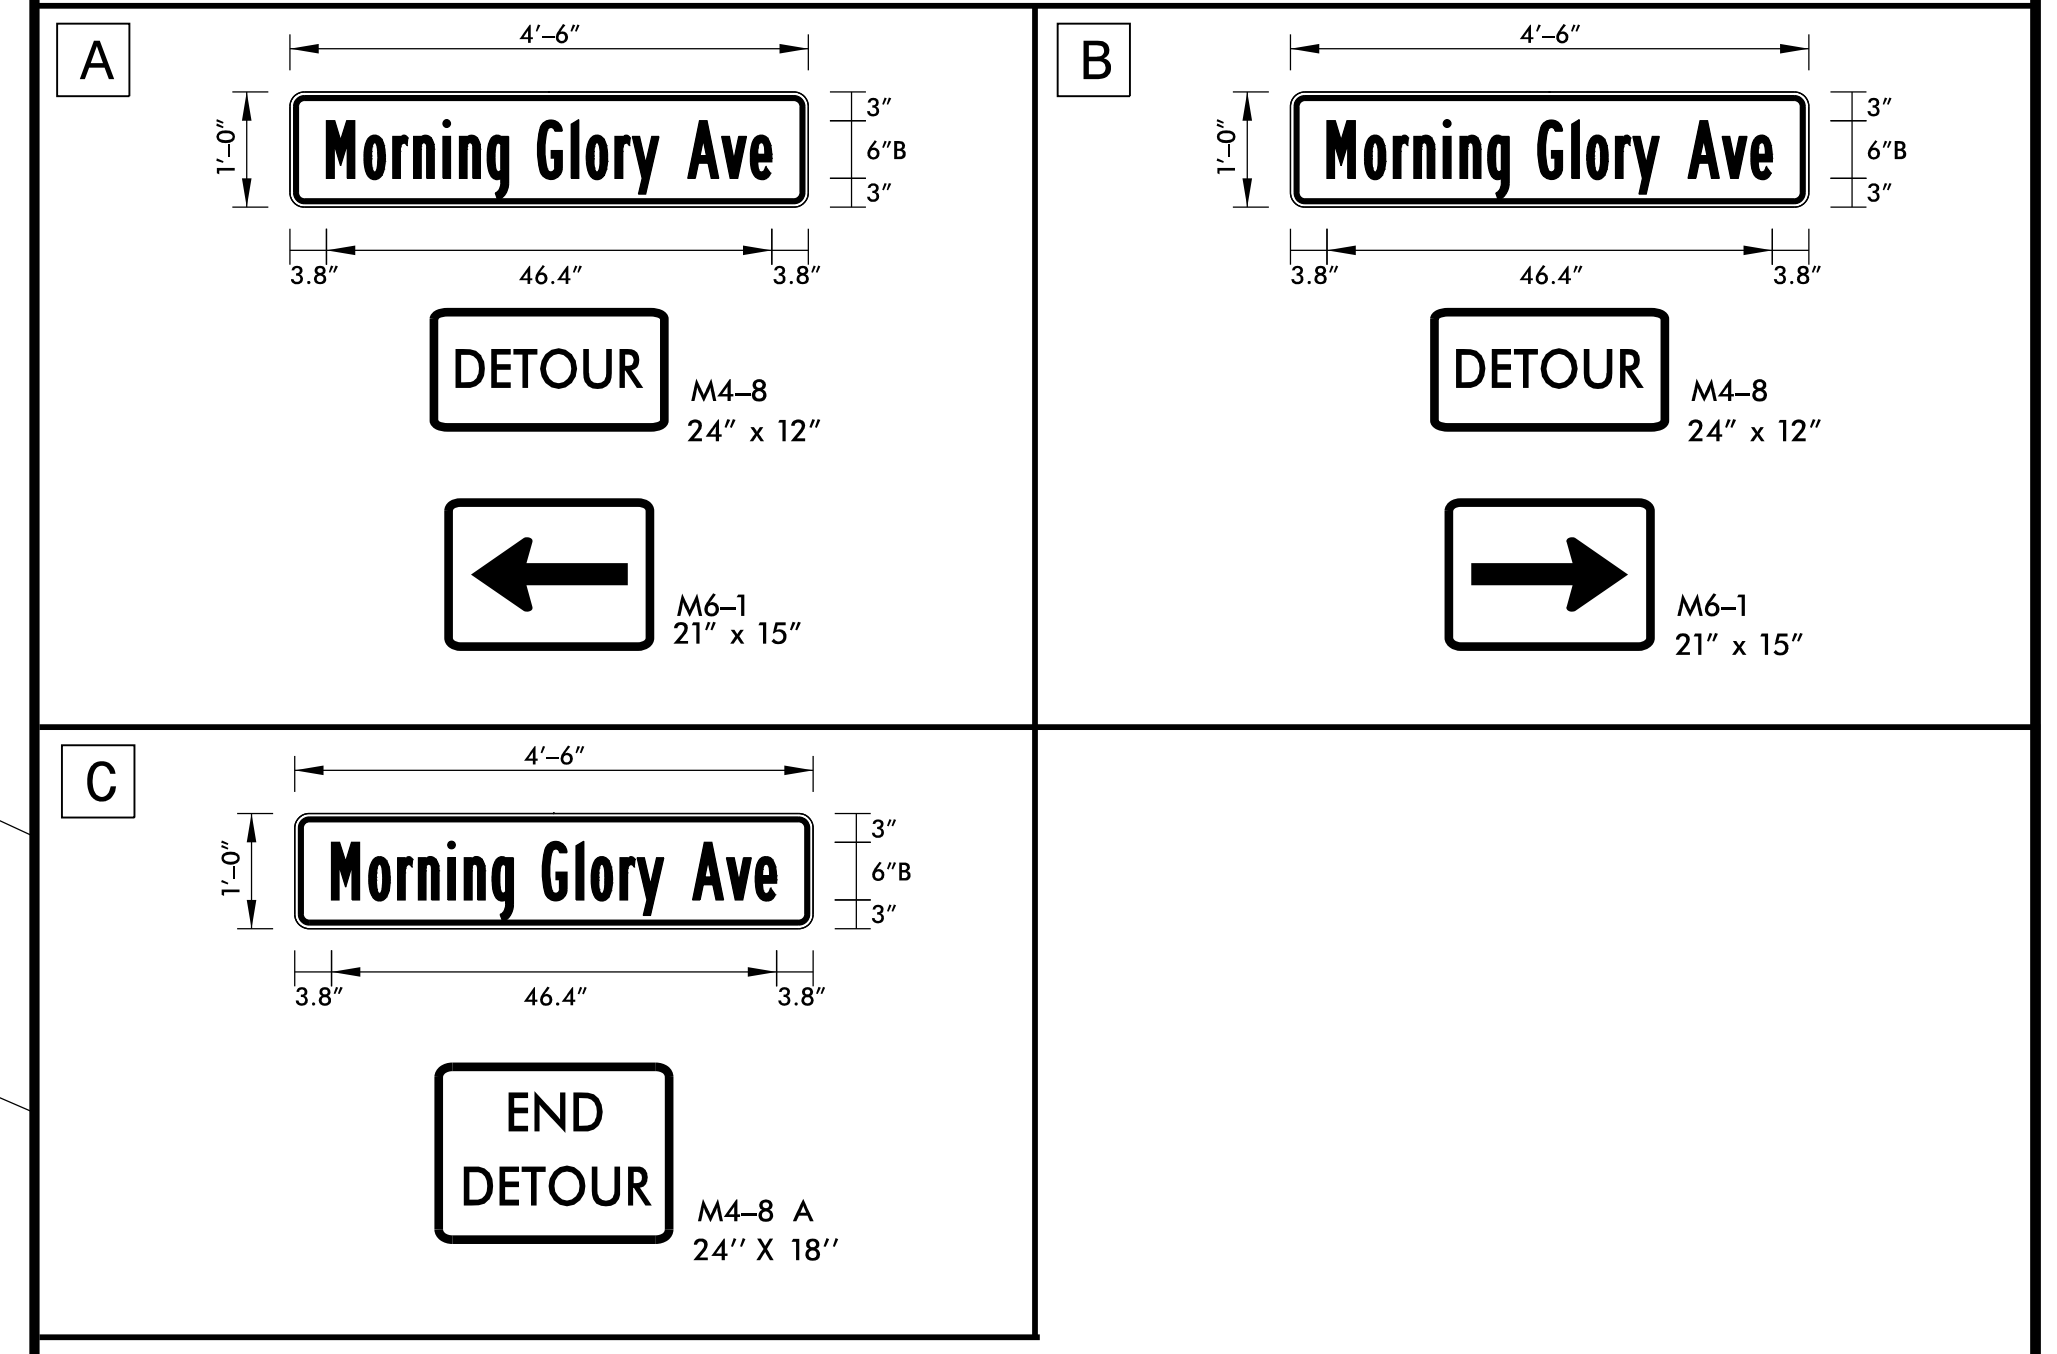 A
4'–6"
1'–0"
Morning Glory Ave
3"
6"B
3"
3.8"
46.4"
3.8"
DETOUR
M4–8
24" x 12"
M6–1
21" x 15"
B
4'–6"
1'–0"
Morning Glory Ave
3"
6"B
3"
3.8"
46.4"
3.8"
DETOUR
M4–8
24" x 12"
M6–1
21" x 15"
C
4'–6"
1'–0"
Morning Glory Ave
3"
6"B
3"
3.8"
46.4"
3.8"
END
DETOUR
M4–8 A
24'' X 18''